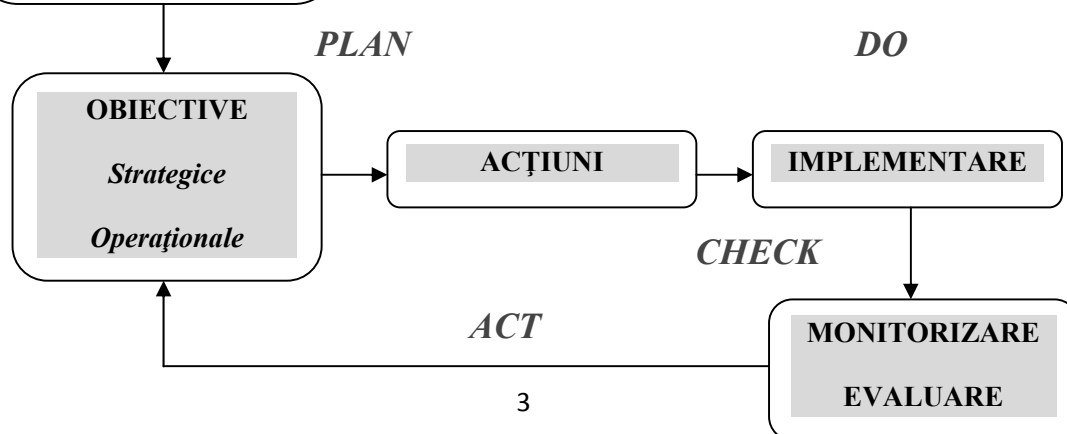 PLAN
DO
OBIECTIVE
Strategice
Operaţionale
ACŢIUNI
IMPLEMENTARE
CHECK
ACT
MONITORIZARE
EVALUARE
3